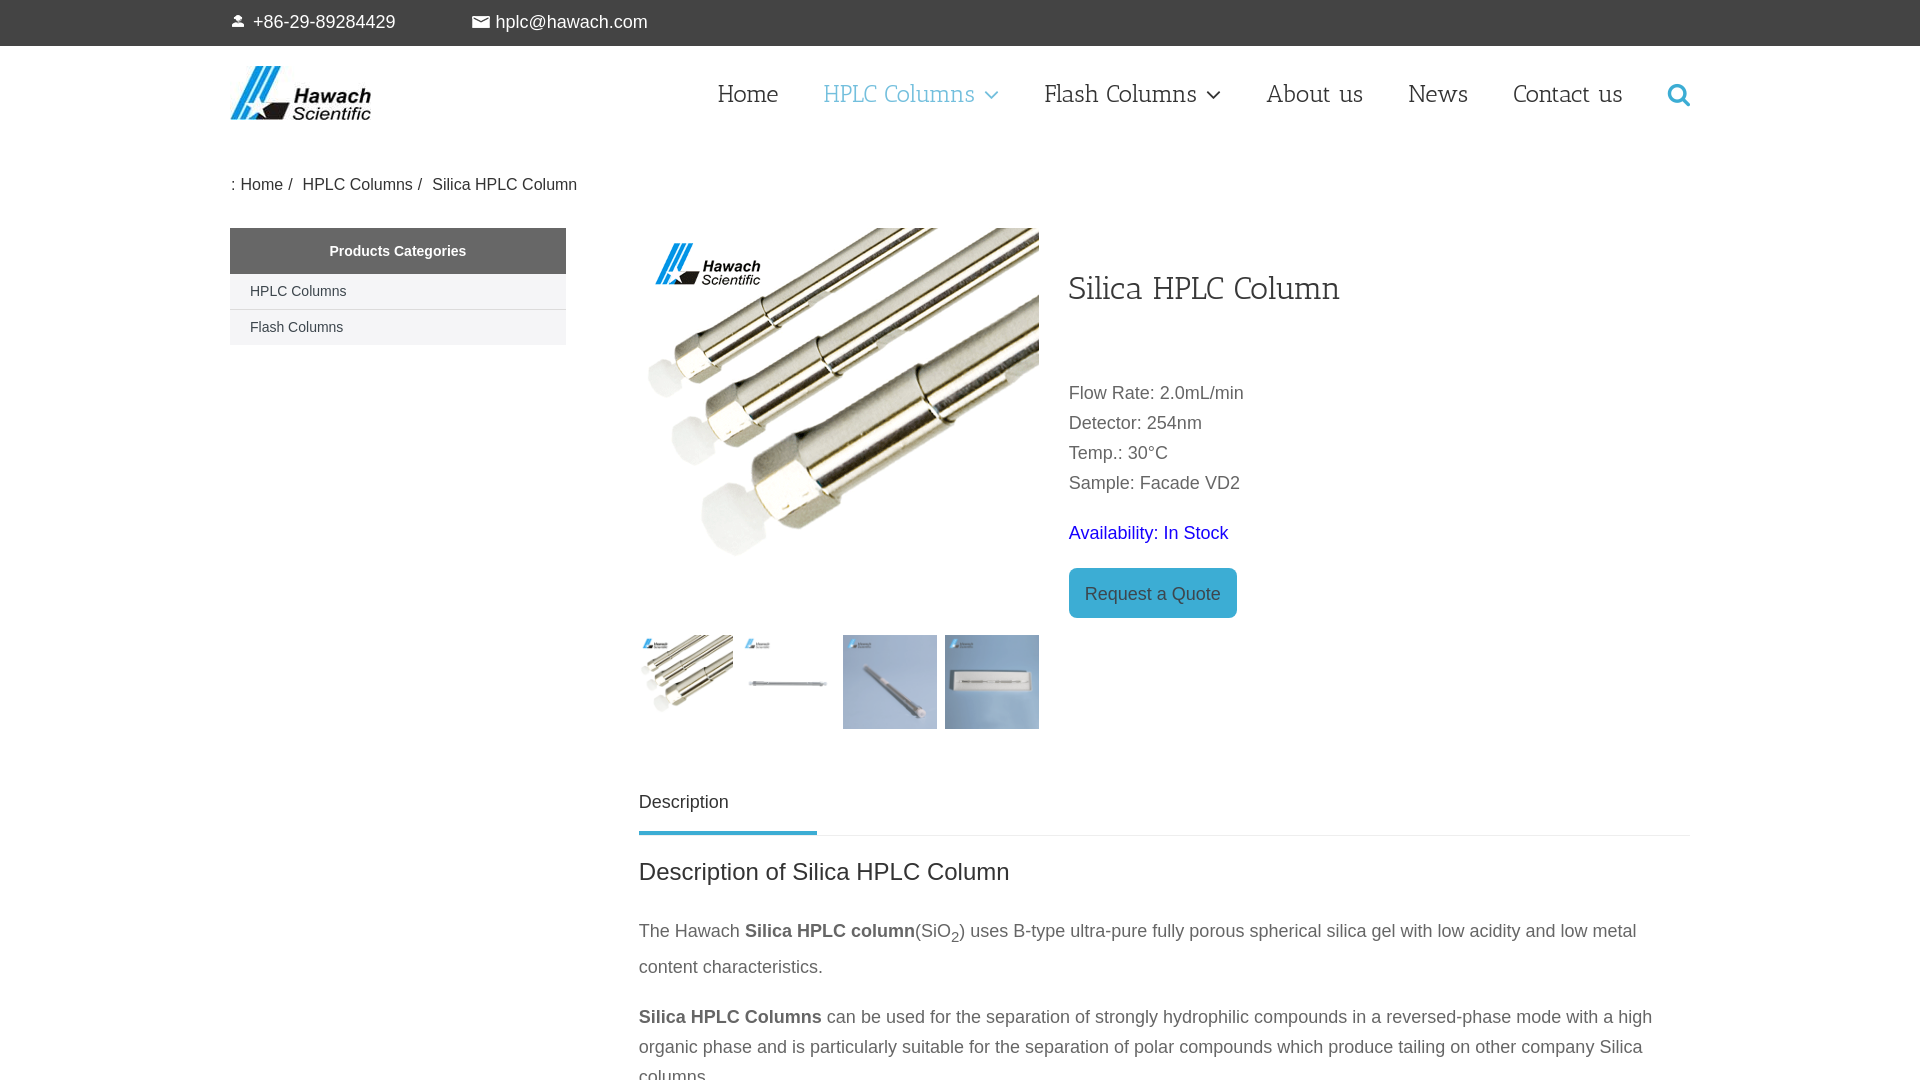 +86-29-89284429
hplc@hawach.com
Hawach
Scientific
Home
HPLC Columns
Flash Columns
About us
News
Contact us
: Home / HPLC Columns / Silica HPLC Column
Products Categories
HPLC Columns
Flash Columns
Hawach
Scientific
Silica HPLC Column
Flow Rate: 2.0mL/min
Detector: 254nm
Temp.: 30°C
Sample: Facade VD2
Availability: In Stock
Request a Quote
Description
Description of Silica HPLC Column
The Hawach Silica HPLC column(SiO2) uses B-type ultra-pure fully porous spherical silica gel with low acidity and low metal
content characteristics.
Silica HPLC Columns can be used for the separation of strongly hydrophilic compounds in a reversed-phase mode with a high
organic phase and is particularly suitable for the separation of polar compounds which produce tailing on other company Silica
columns.